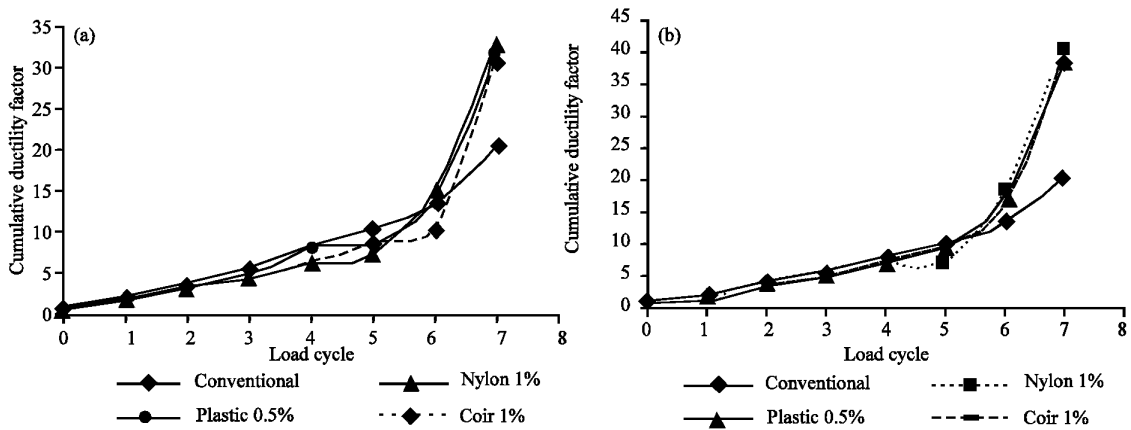 (a)
Cumulative ductility factor
35
30
25
20
15
10
5
0
0 1 2 3 4 5 6 7 8
Load cycle
Conventional
Nylon 1%
Plastic 0.5%
Coir 1%
(b)
Cumulative ductility factor
45
40
35
45
25
20
15
10
5
0
0 1 2 3 4 5 6 7 8
Load cycle
Conventional
Nylon 1%
Plastic 0.5%
Coir 1%